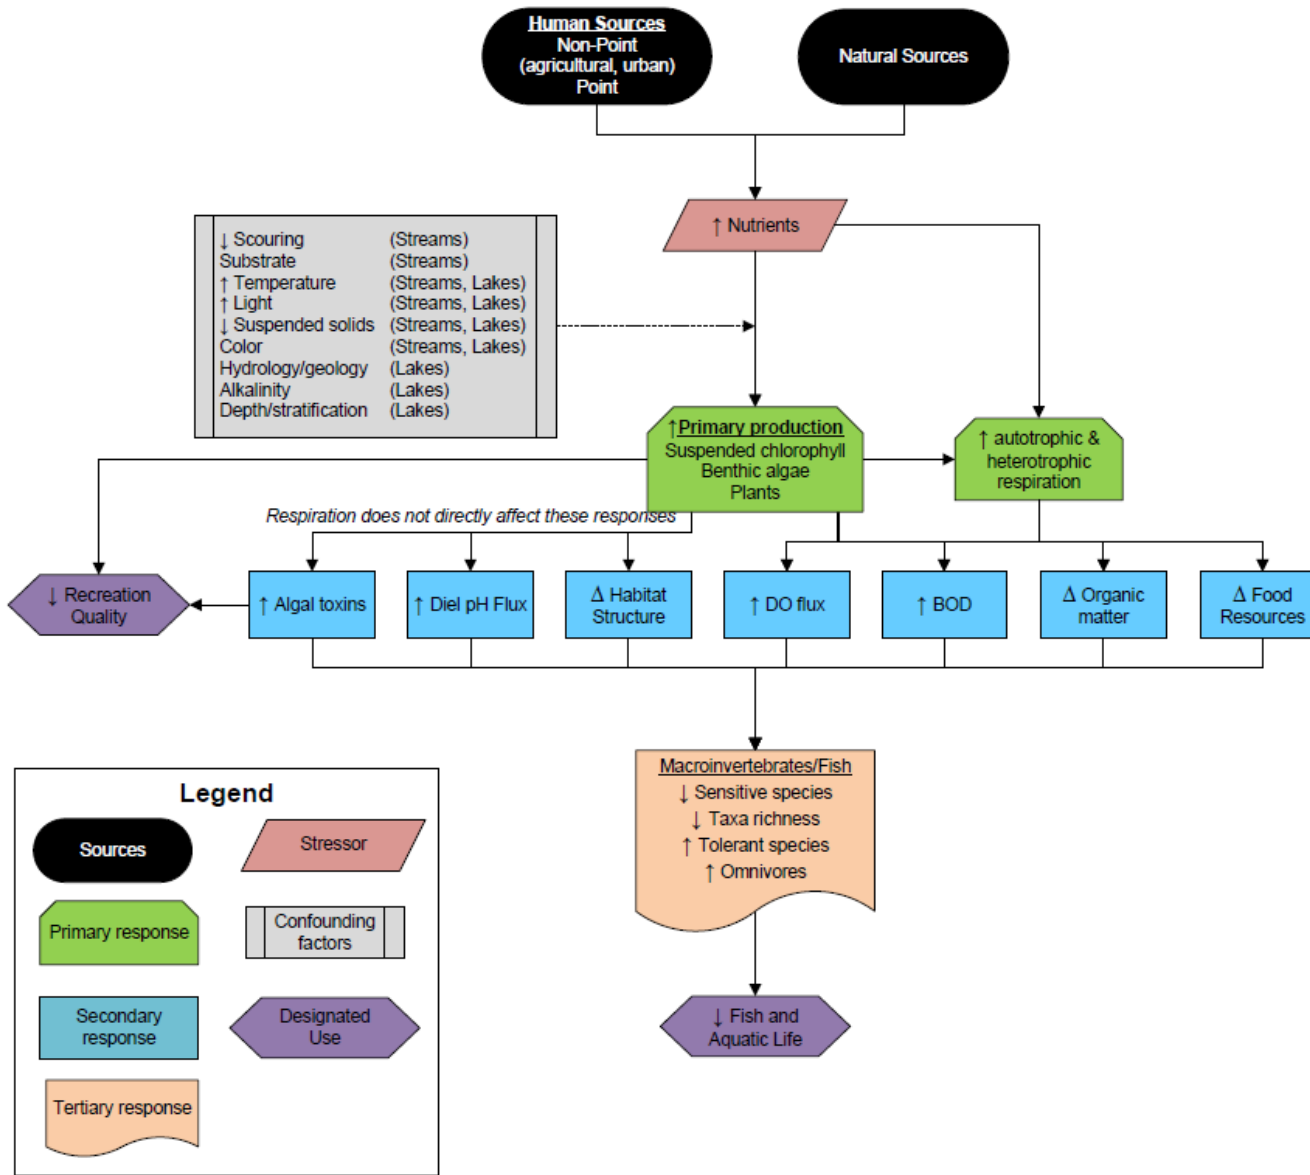 Human Sources
Non-Point
(agricultural, urban)
Point
Natural Sources
↑ Nutrients
↓ Scouring (Streams)
Substrate (Streams)
↑ Temperature (Streams, Lakes)
↑ Light (Streams, Lakes)
↓ Suspended solids (Streams, Lakes)
Color (Streams, Lakes)
Hydrology/geology (Lakes)
Alkalinity (Lakes)
Depth/stratification (Lakes)
↑Primary production
Suspended chlorophyll
Benthic algae
Plants
↑ autotrophic &
heterotrophic
respiration
Respiration does not directly affect these responses
↓ Recreation
Quality
↑ Algal toxins
↑ Diel pH Flux
Δ Habitat
Structure
↑ DO flux
↑ BOD
Δ Organic
matter
Δ Food
Resources
Macroinvertebrates/Fish
↓ Sensitive species
↓ Taxa richness
↑ Tolerant species
↑ Omnivores
↓ Fish and
Aquatic Life
Legend
Sources
Stressor
Primary response
Confounding
factors
Secondary
response
Designated
Use
Tertiary response